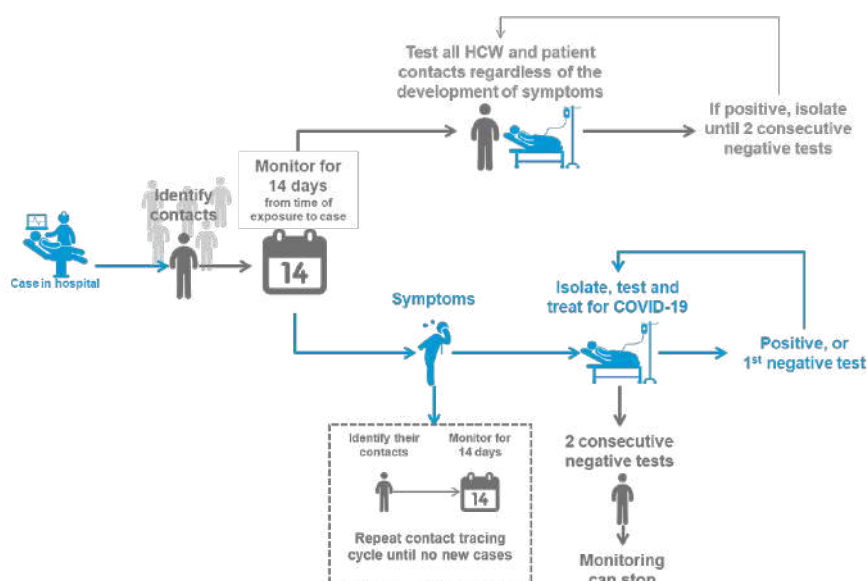 Test all HCW and patient
contacts regardless of the
development of symptoms
If positive, isolate
until 2 consecutive
negative tests
Monitor for
14 days
from time of
exposure to case
Identify
contacts
14
Case in hospital
Symptoms
Isolate, test and
treat for COVID-19
Positive, or
1st negative test
Identify their
contacts
Monitor for
14 days
14
Repeat contact tracing
cycle until no new cases
2 consecutive
negative tests
Monitoring
can stop